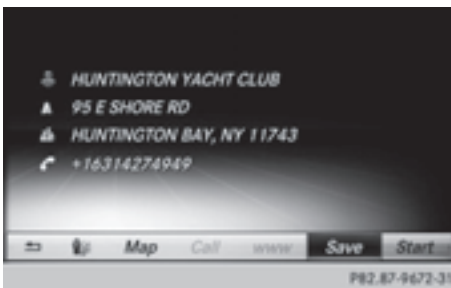 HUNTINGTON YACHT CLUB
95 E SHORE RD
HUNTINGTON BAY, NY 11743
+16314274949
Map Call www Save Start
P82.87-9672-31